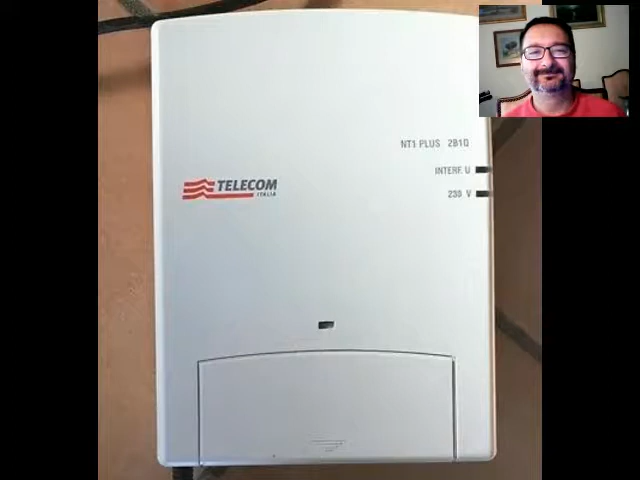 NT1 PLUS 2B1Q
INTERF. U
TELECOM
ITALIA
230 V